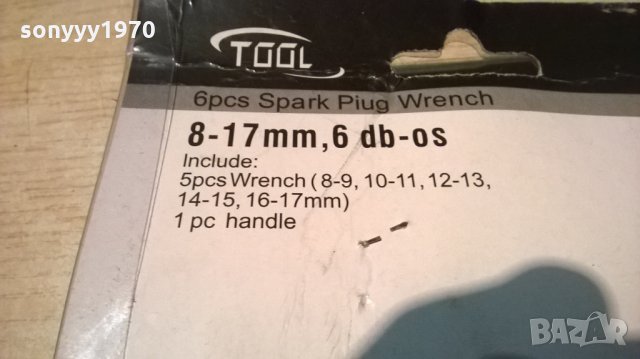 sonyyy1970
TOOL
6pcs Spark Piug Wrench
8-17mm,6 db-os
Include:
5pcs Wrench ( 8-9, 10-11, 12-13,
14-15, 16-17mm)
1 pc handle
BAZAR